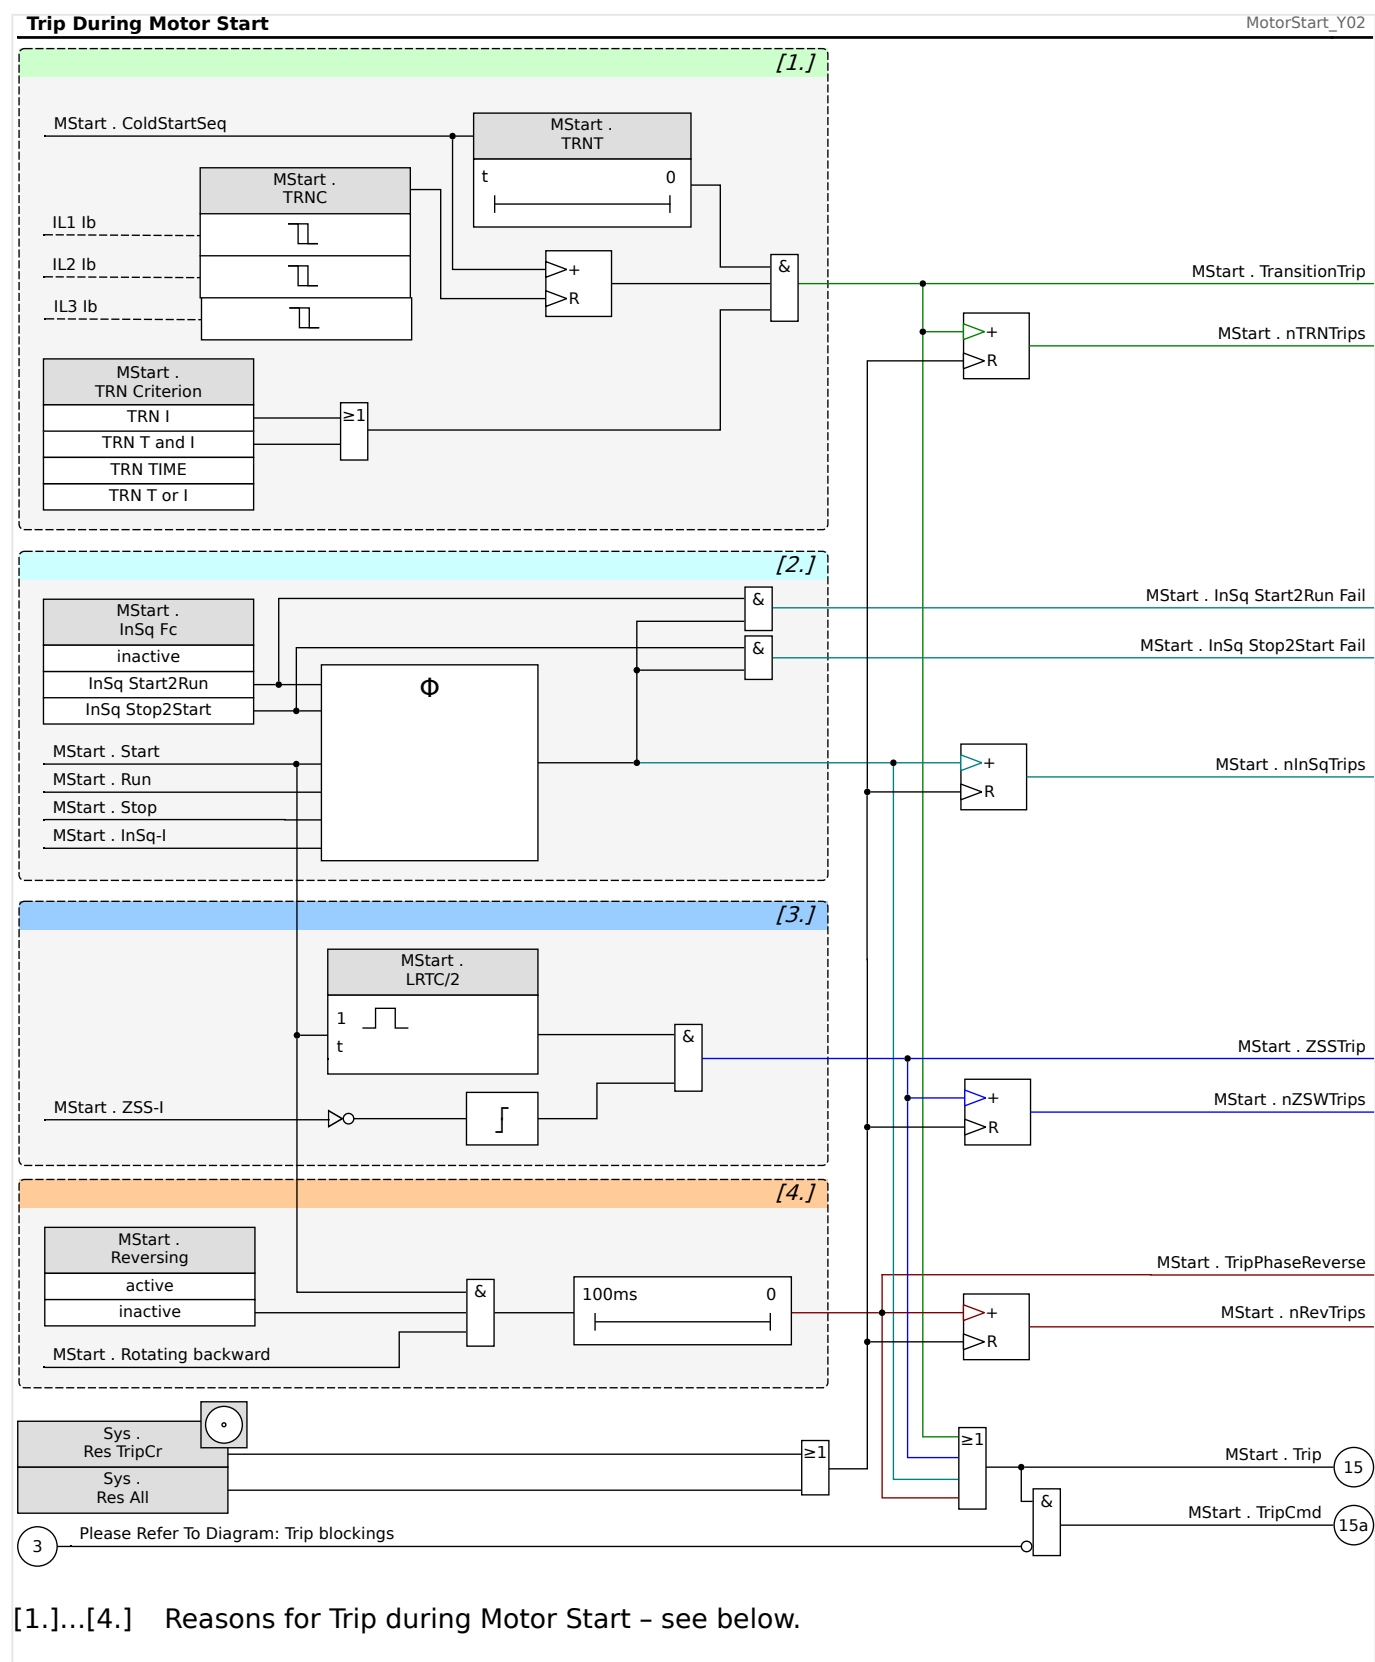 Trip During Motor Start
MotorStart_Y02
[1.]
MStart . ColdStartSeq
MStart .
TRNT
t
0
MStart .
TRNC
IL1 Ib
IL2 Ib
IL3 Ib
+
R
&
MStart . TransitionTrip
+
R
MStart . nTRNTrips
MStart .
TRN Criterion
TRN I
TRN T and I
TRN TIME
TRN T or I
≥1
[2.]
MStart .
InSq Fc
inactive
InSq Start2Run
InSq Stop2Start
Φ
&
&
MStart . InSq Start2Run Fail
MStart . InSq Stop2Start Fail
MStart . Start
MStart . Run
MStart . Stop
MStart . InSq-I
+
R
MStart . nInSqTrips
[3.]
MStart .
LRTC/2
1
t
&
MStart . ZSS-I
MStart . ZSSTrip
+
R
MStart . nZSWTrips
[4.]
MStart .
Reversing
active
inactive
MStart . Rotating backward
&
100ms
0
MStart . TripPhaseReverse
+
R
MStart . nRevTrips
Sys .
Res TripCr
Sys .
Res All
≥1
≥1
MStart . Trip
15
&
MStart . TripCmd
15a
3
Please Refer To Diagram: Trip blockings
[1.]...[4.] Reasons for Trip during Motor Start – see below.